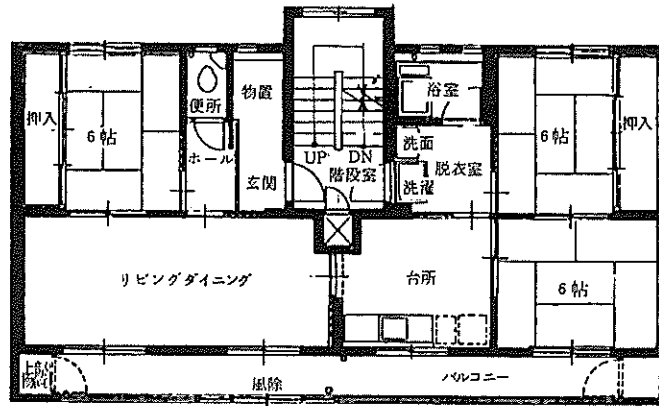 物置
浴室
便所
押入
6帖
6帖
押入
洗面
ホール
UP
DN
脱衣室
階段室
玄関
洗濯
リビングダイニング
台所
6帖
風除
バルコニー